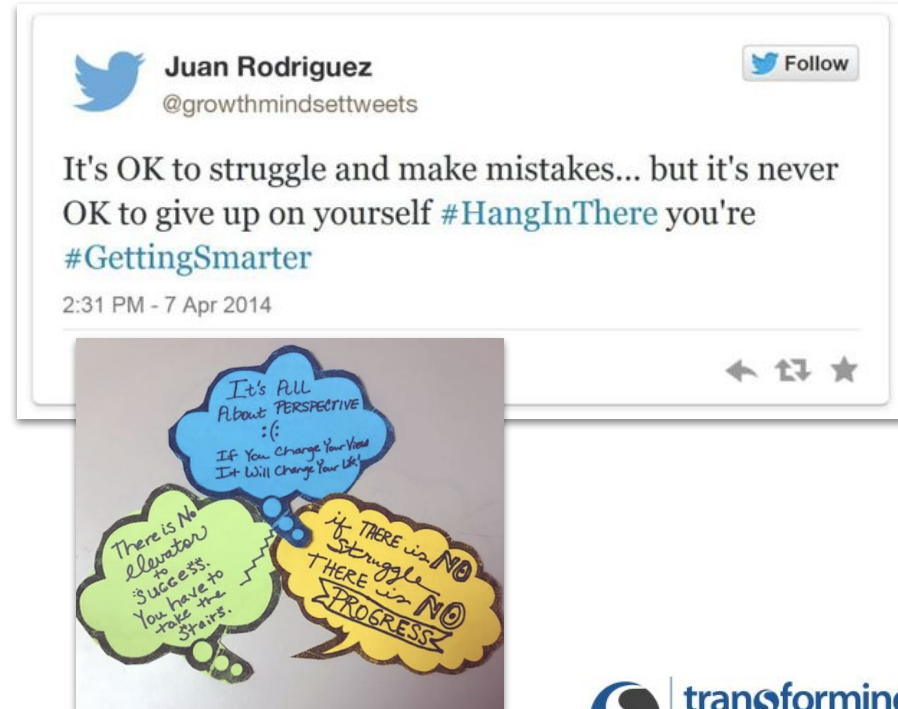 Juan Rodriguez
@growthmindsettweets
Follow
It's OK to struggle and make mistakes... but it's never
OK to give up on yourself #HangInThere you're
#GettingSmarter
2:31 PM - 7 Apr 2014
It's All
About PERSPECTIVE
:(:
If You Change Your View
It Will Change Your Life!
There is No
elevator
to
success.
You have to
take the
Stairs.
if THERE is NO
Struggle
THERE is NO
PROGRESS
transforming